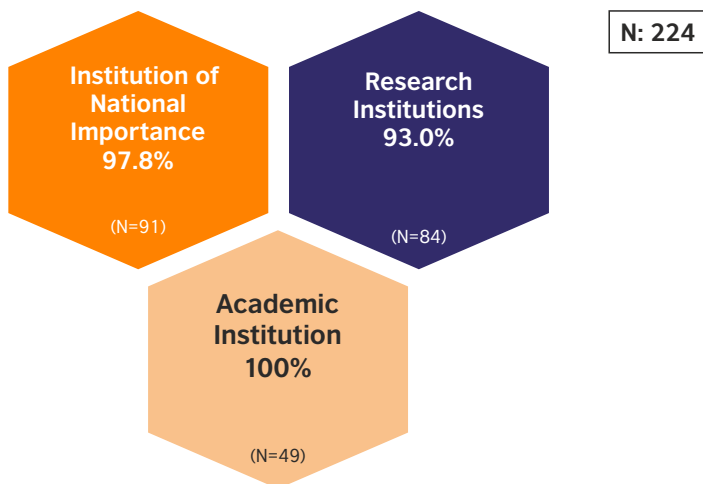 N: 224
Institution of
National
Importance
97.8%
(N=91)
Research
Institutions
93.0%
(N=84)
Academic
Institution
100%
(N=49)